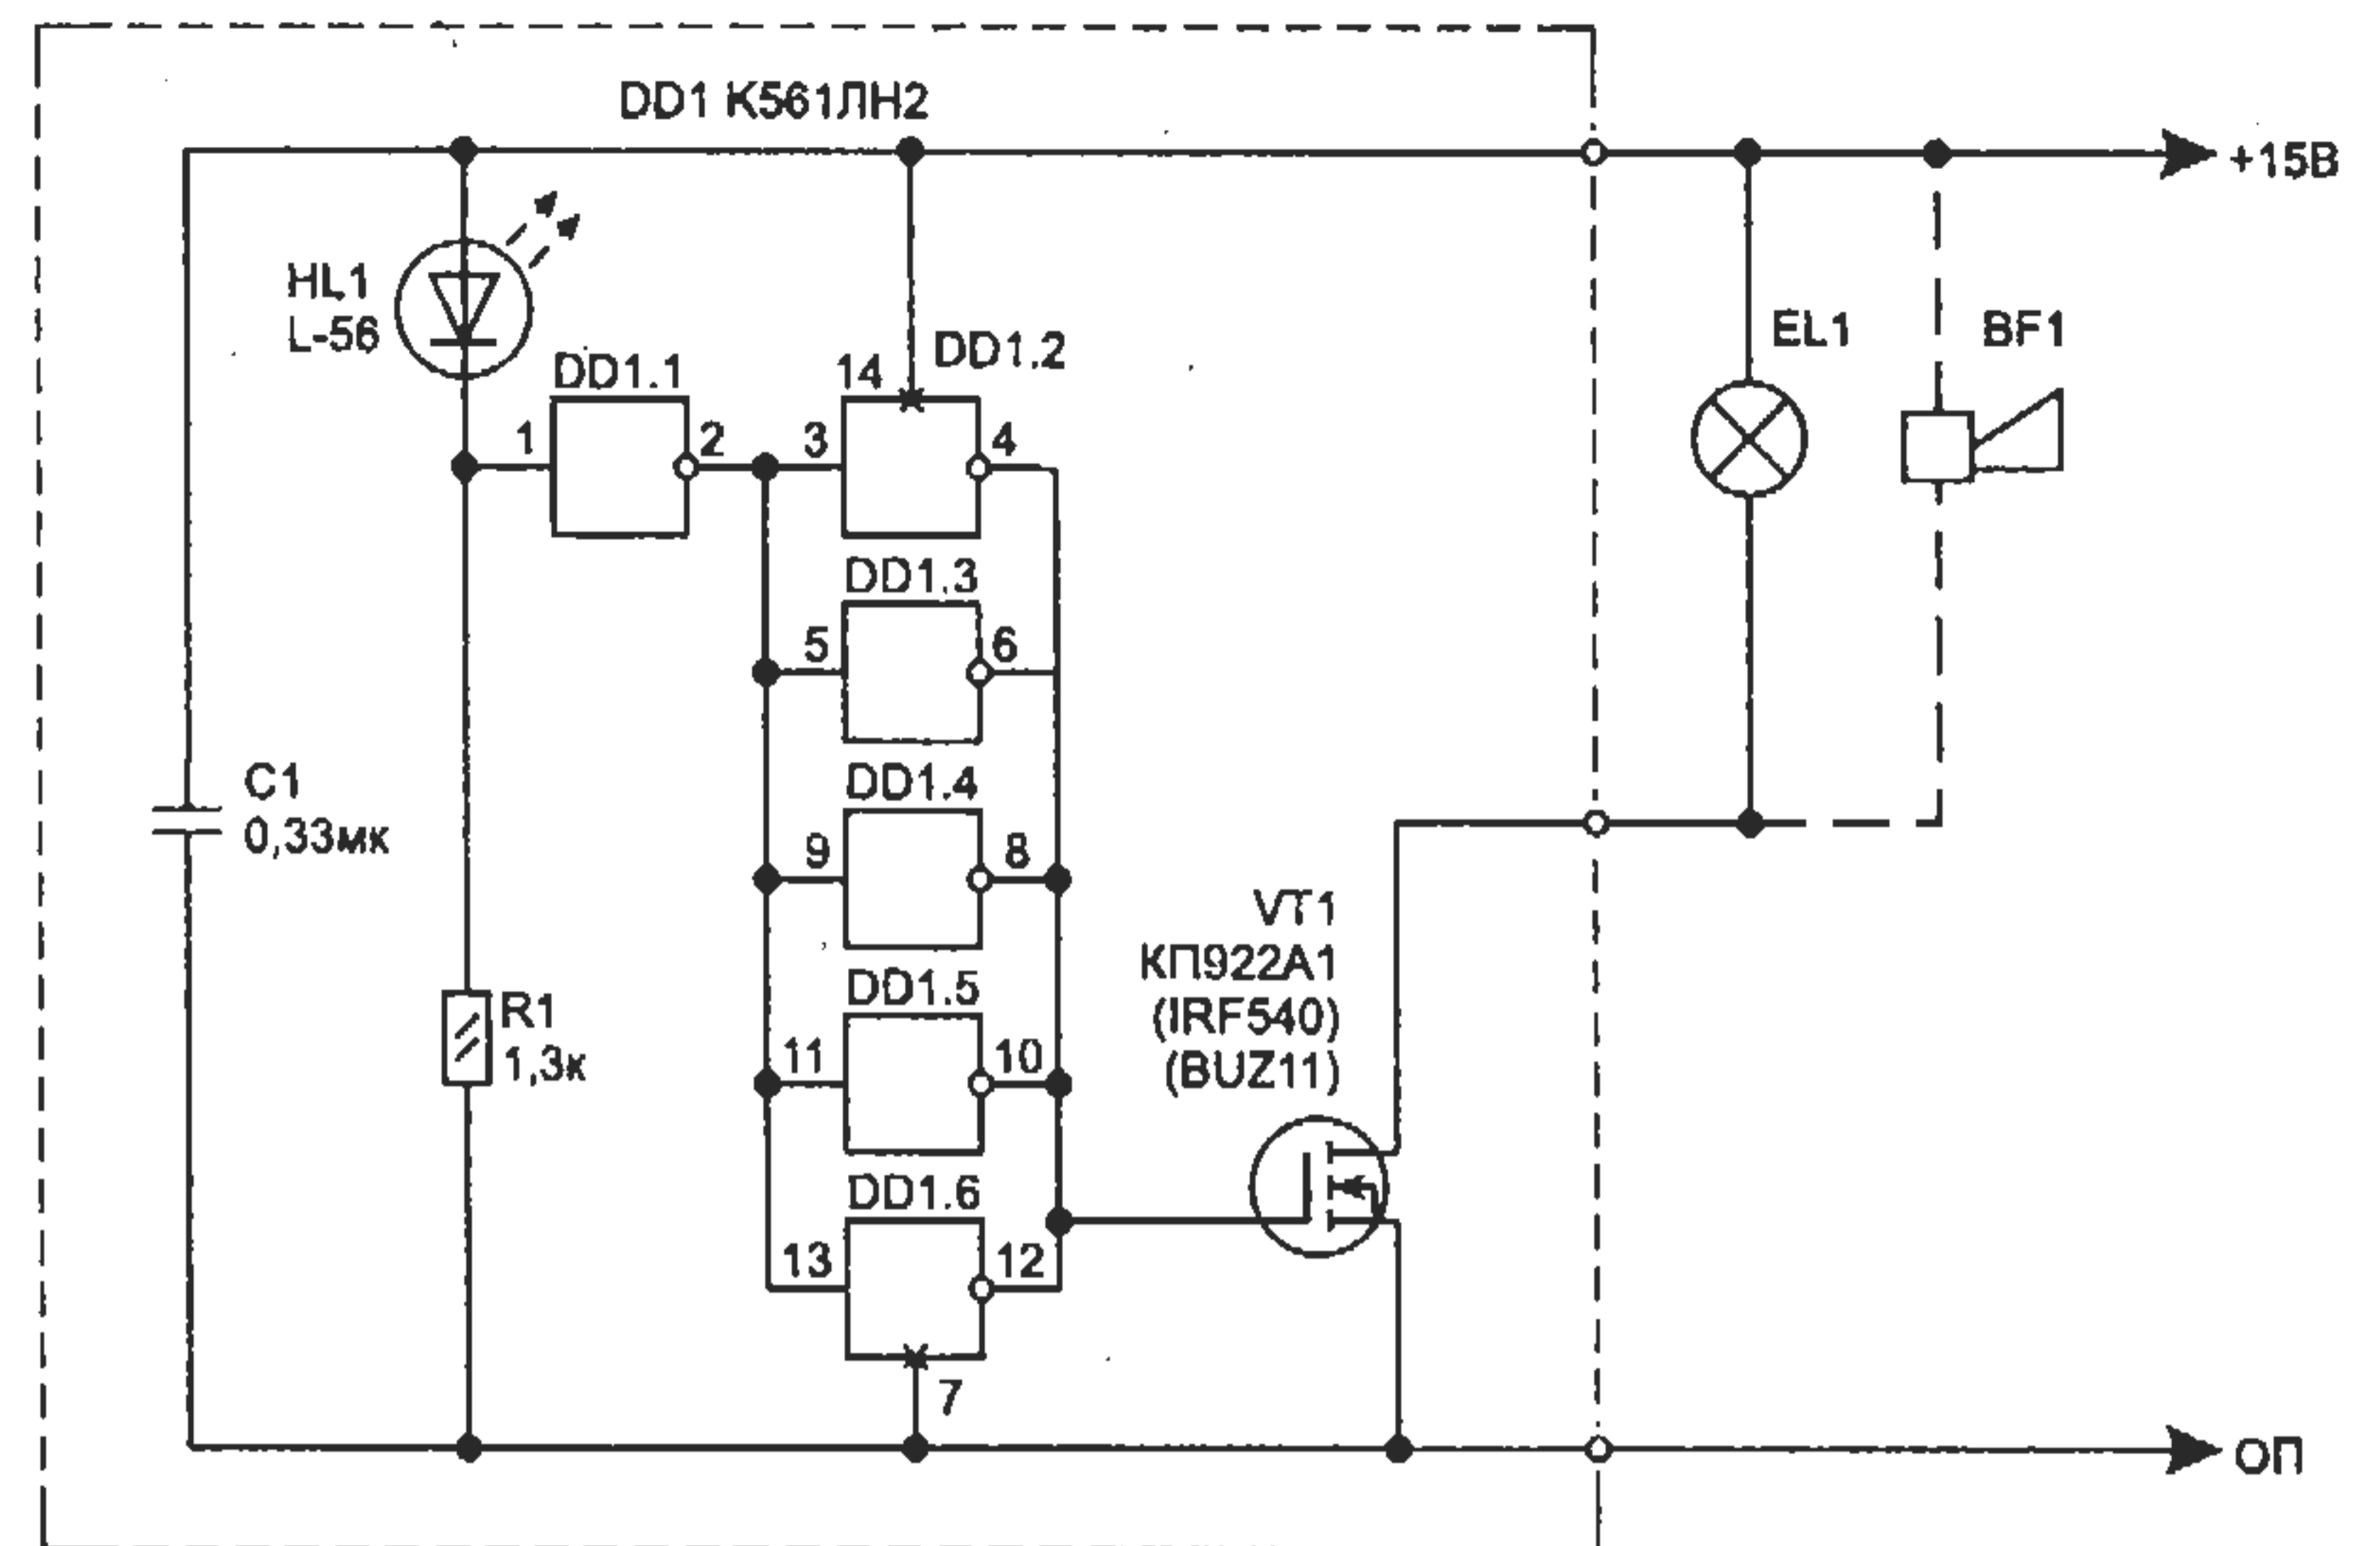 DD1 К561ЛН2
+15В
HL1
L-56
DD1.1
1
2
3
14
DD1.2
4
EL1
BF1
DD1.3
5
6
C1
0,33мк
DD1.4
9
8
VT1
КП922А1
(IRF540)
(BUZ11)
DD1.5
R1
1,3к
11
10
DD1.6
13
12
7
ОП